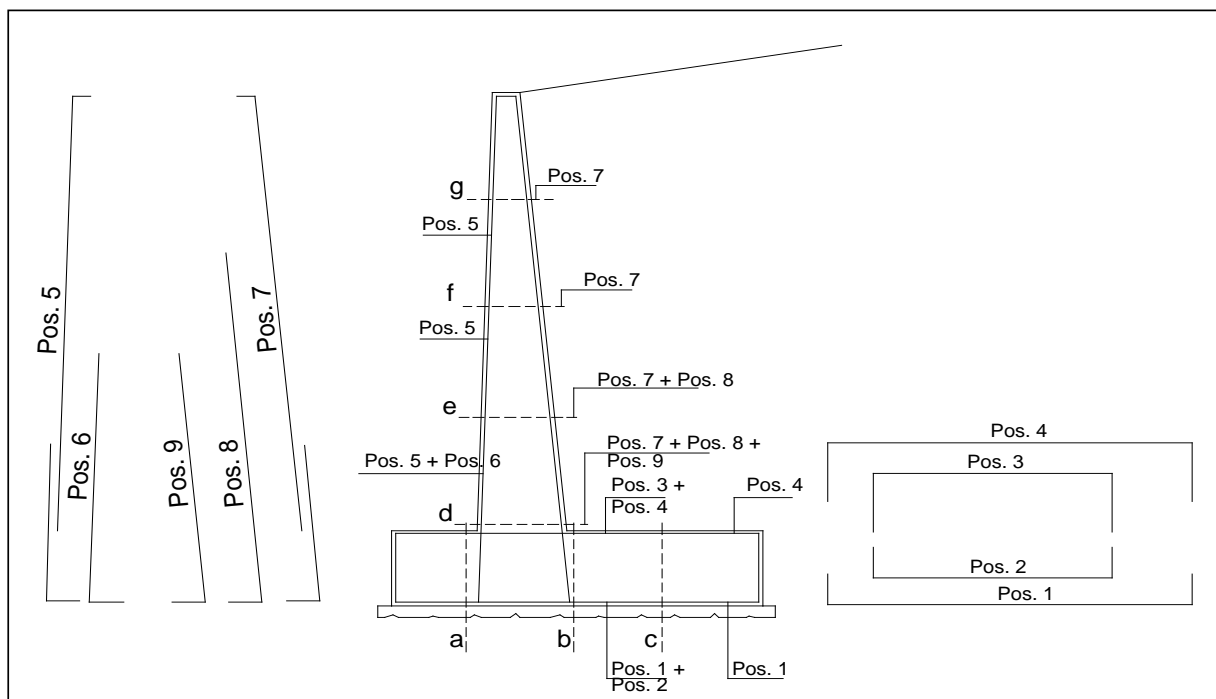 Pos. 7
g
Pos. 5
Pos. 7
f
Pos. 5
Pos. 7 + Pos. 8
e
Pos. 7 + Pos. 8 +
Pos. 9
Pos. 5 + Pos. 6
Pos. 3 +
Pos. 4
Pos. 4
d
Pos. 5
Pos. 6
Pos. 9
Pos. 8
Pos. 7
Pos. 4
Pos. 3
Pos. 2
Pos. 1
a
b
c
Pos. 1 +
Pos. 2
Pos. 1